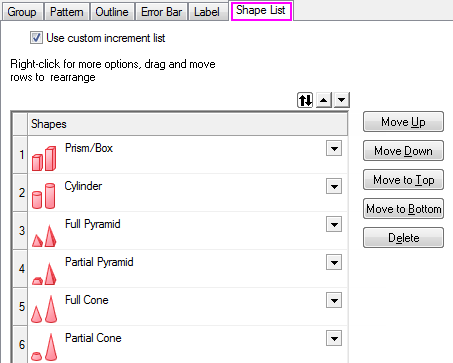 Group Pattern Outline Error Bar Label Shape List
Use custom increment list
Right-click for more options, drag and move
rows to rearrange
Shapes
1 Prism/Box
2 Cylinder
3 Full Pyramid
4 Partial Pyramid
5 Full Cone
6 Partial Cone
Move Up
Move Down
Move to Top
Move to Bottom
Delete